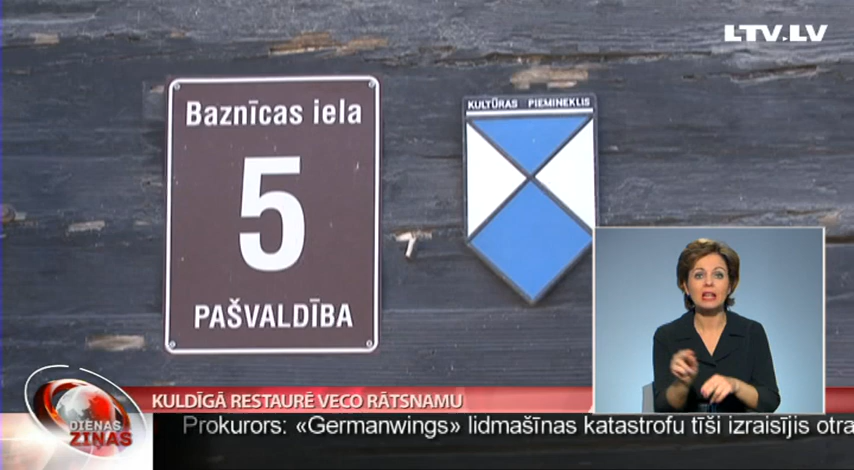 LTV.LV
Baznīcas iela
5
PAŠVALDĪBA
KULTŪRAS PIEMINEKLIS
KULDĪGĀ RESTAURĒ VECO RĀTSNAMU
DIENAS
ZIŅAS
Prokurors: «Germanwings» lidmašīnas katastrofu tīši izraisījis otra